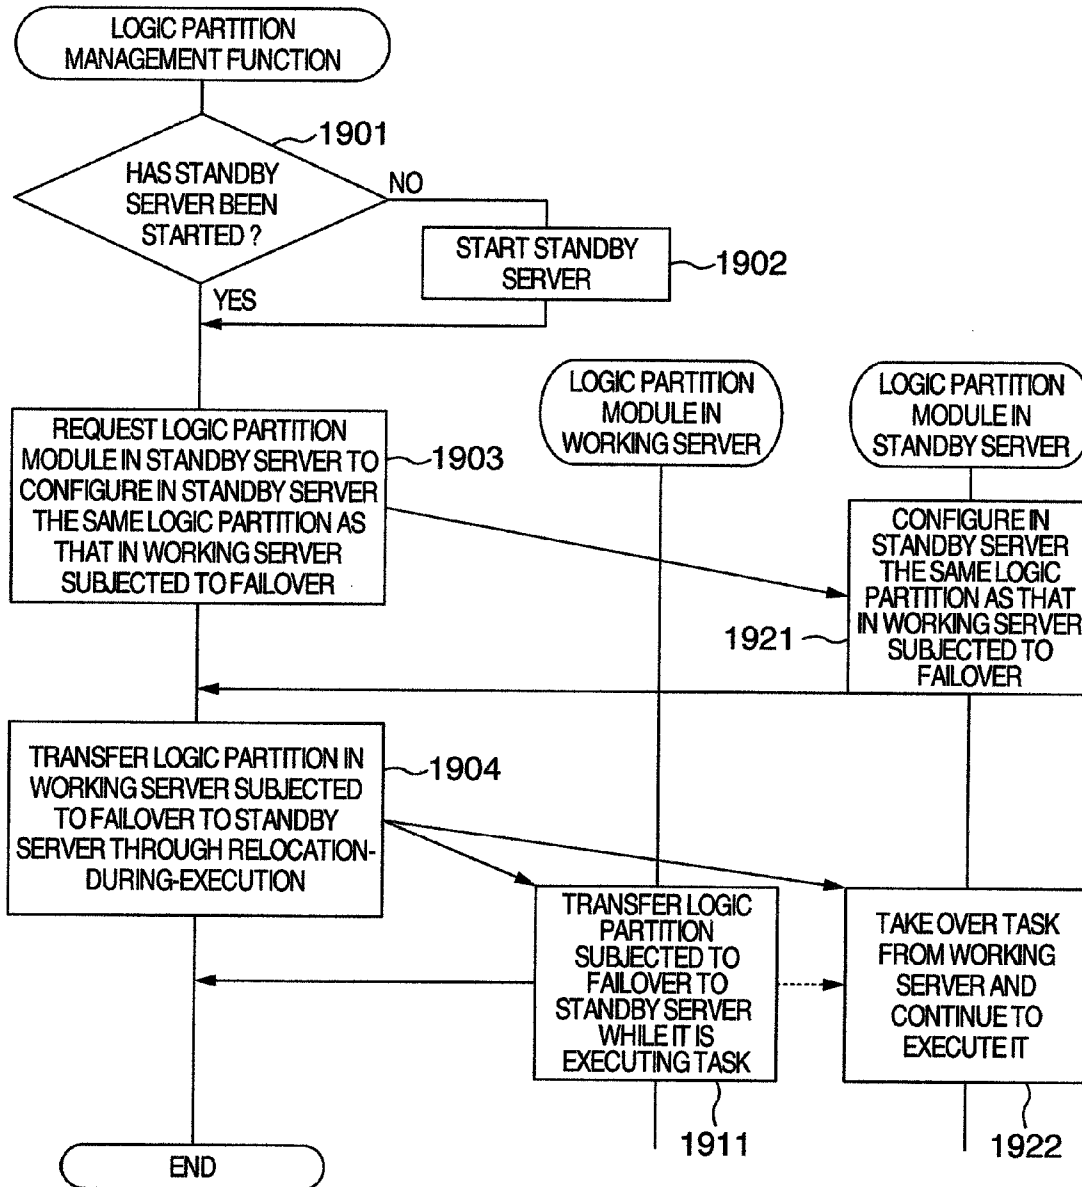 LOGIC PARTITION
MANAGEMENT FUNCTION
1901
HAS STANDBY
SERVER BEEN
STARTED ?
NO
START STANDBY
SERVER
1902
YES
LOGIC PARTITION
MODULE IN
WORKING SERVER
LOGIC PARTITION
MODULE IN
STANDBY SERVER
REQUEST LOGIC PARTITION
MODULE IN STANDBY SERVER TO
CONFIGURE IN STANDBY SERVER
THE SAME LOGIC PARTITION AS
THAT IN WORKING SERVER
SUBJECTED TO FAILOVER
1903
CONFIGURE IN
STANDBY SERVER
THE SAME LOGIC
PARTITION AS THAT
IN WORKING SERVER
SUBJECTED TO
FAILOVER
1921
TRANSFER LOGIC PARTITION IN
WORKING SERVER SUBJECTED
TO FAILOVER TO STANDBY
SERVER THROUGH RELOCATION-
DURING-EXECUTION
1904
TRANSFER LOGIC
PARTITION
SUBJECTED TO
FAILOVER TO
STANDBY SERVER
WHILE IT IS
EXECUTING TASK
1911
TAKE OVER TASK
FROM WORKING
SERVER AND
CONTINUE TO
EXECUTE IT
1922
END